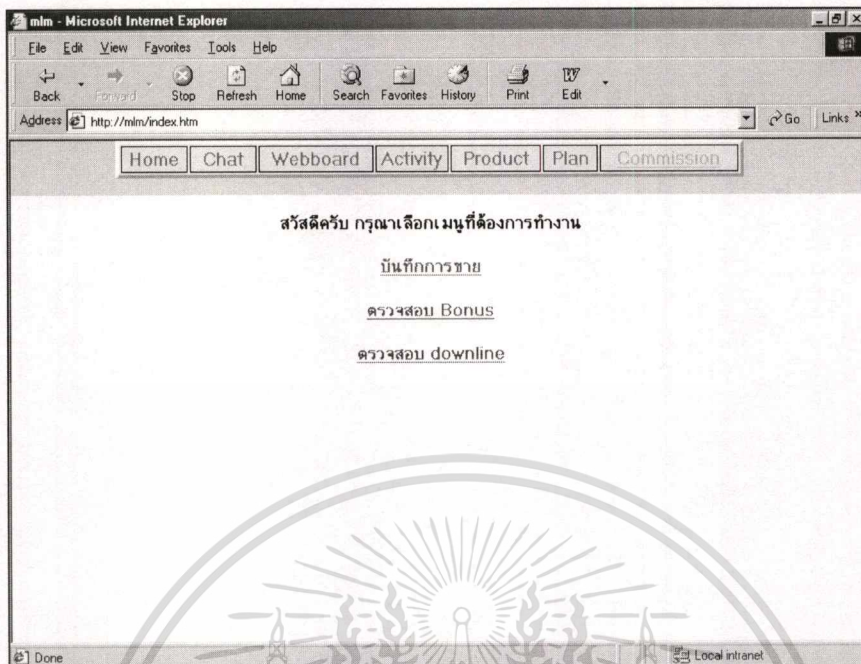 mlm - Microsoft Internet Explorer
File Edit View Favorites Tools Help
Back Forward Stop Refresh Home Search Favorites History Print Edit
Address http://mlm/index.htm Go Links »
Home Chat Webboard Activity Product Plan Commission
สวัสดีครับ กรุณาเลือกเมนูที่ต้องการทำงาน
บันทึกการขาย
ตรวจสอบ Bonus
ตรวจสอบ downline
Done Local intranet